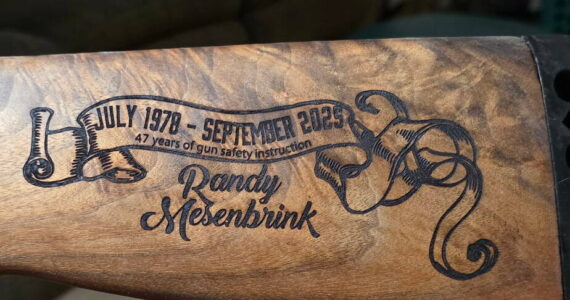 JULY 1978 - SEPTEMBER 2025
47 years of gun safety instruction
Randy
Mesenbrink